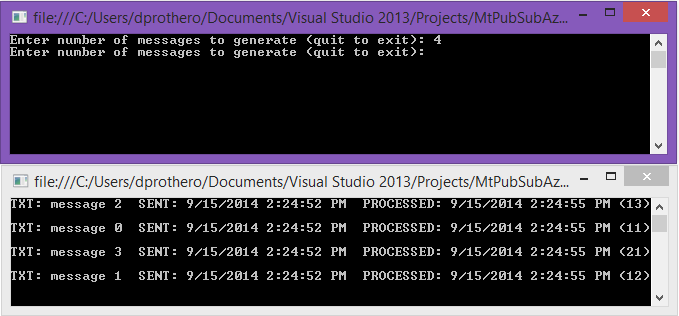 file:///C:/Users/dprothero/Documents/Visual Studio 2013/Projects/MtPubSubAz...
Enter number of messages to generate (quit to exit): 4
Enter number of messages to generate (quit to exit):
file:///C:/Users/dprothero/Documents/Visual Studio 2013/Projects/MtPubSubAz...
TXT: message 2  SENT: 9/15/2014 2:24:52 PM  PROCESSED: 9/15/2014 2:24:55 PM (13)
TXT: message 0  SENT: 9/15/2014 2:24:52 PM  PROCESSED: 9/15/2014 2:24:55 PM (11)
TXT: message 3  SENT: 9/15/2014 2:24:52 PM  PROCESSED: 9/15/2014 2:24:55 PM (21)
TXT: message 1  SENT: 9/15/2014 2:24:52 PM  PROCESSED: 9/15/2014 2:24:55 PM (12)